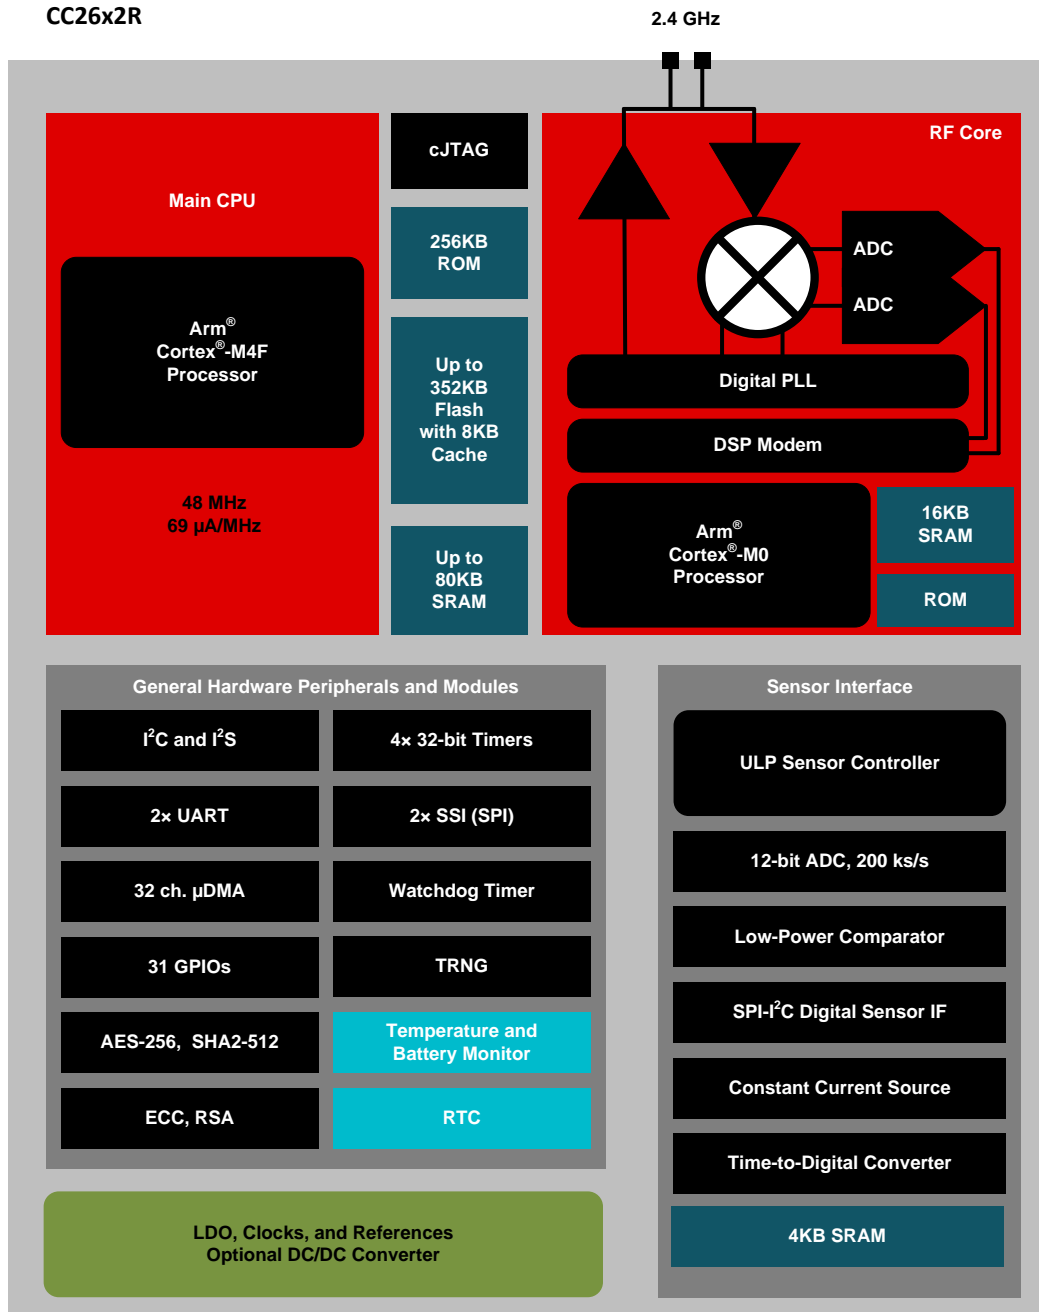 CC26x2R
2.4 GHz
Main CPU
Arm®
Cortex®-M4F
Processor
48 MHz
69 µA/MHz
cJTAG
256KB
ROM
Up to
352KB
Flash
with 8KB
Cache
Up to
80KB
SRAM
RF Core
ADC
ADC
Digital PLL
DSP Modem
Arm®
Cortex®-M0
Processor
16KB
SRAM
ROM
General Hardware Peripherals and Modules
I²C and I²S
4× 32-bit Timers
2× UART
2× SSI (SPI)
32 ch. µDMA
Watchdog Timer
31 GPIOs
TRNG
AES-256, SHA2-512
Temperature and
Battery Monitor
ECC, RSA
RTC
LDO, Clocks, and References
Optional DC/DC Converter
Sensor Interface
ULP Sensor Controller
12-bit ADC, 200 ks/s
Low-Power Comparator
SPI-I²C Digital Sensor IF
Constant Current Source
Time-to-Digital Converter
4KB SRAM